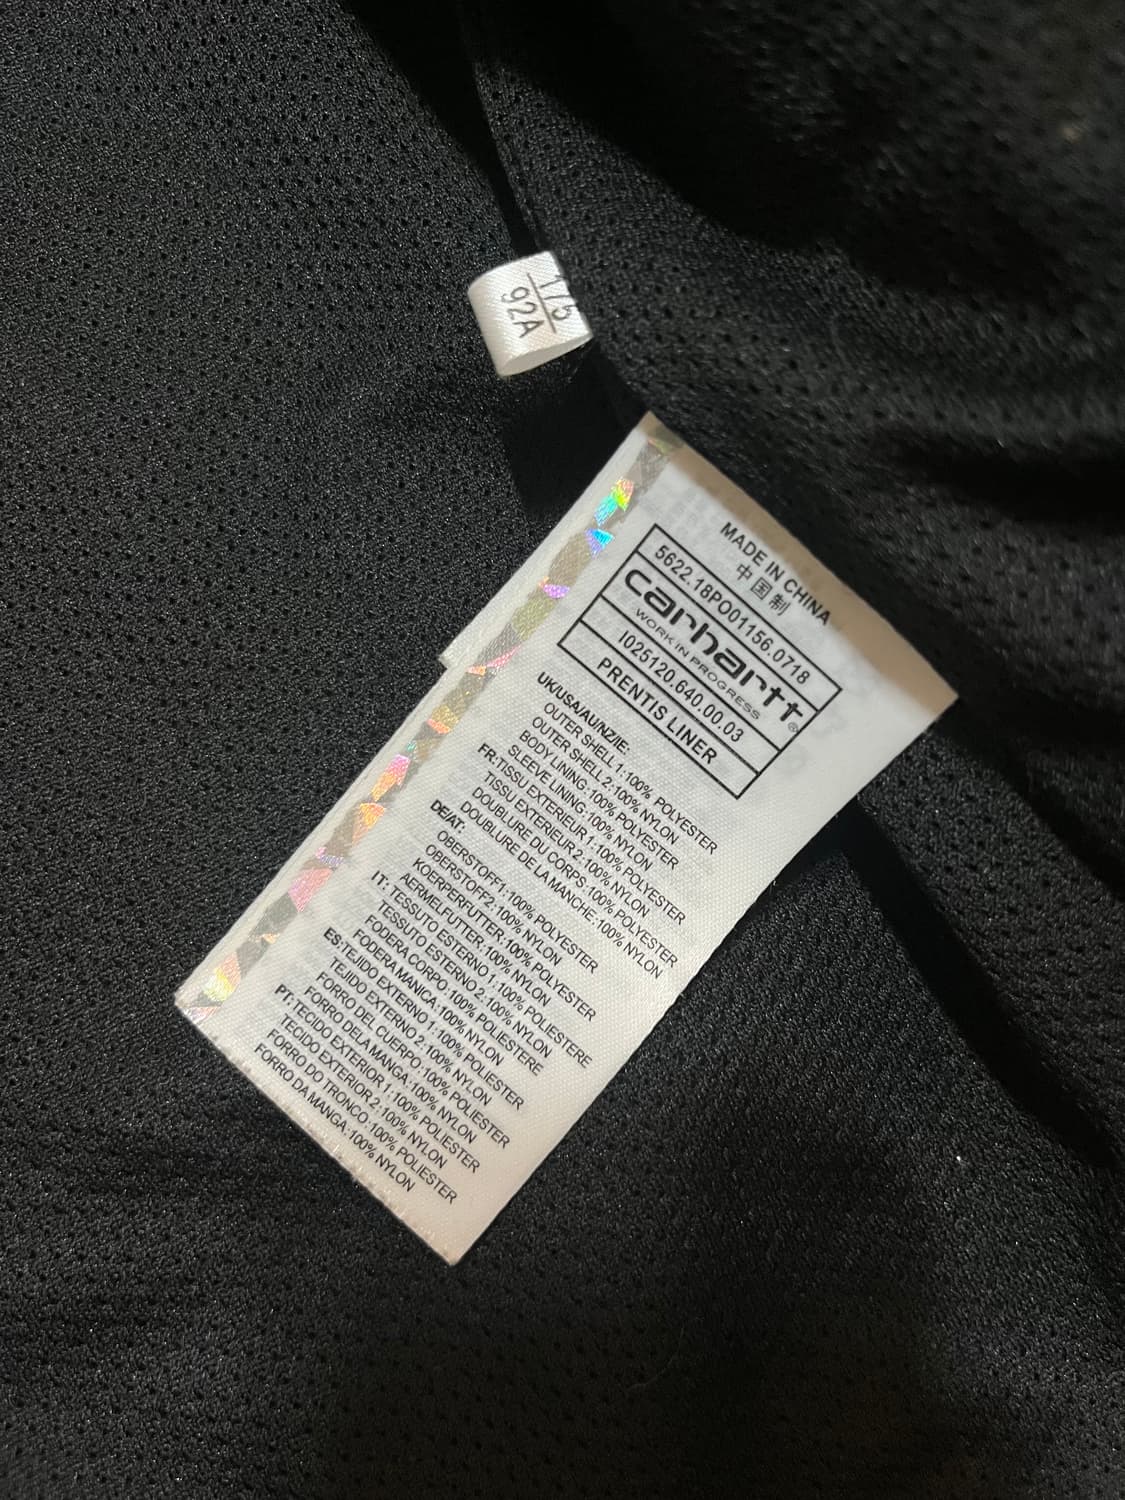 175
92A
MADE IN CHINA
中国制
5622.18PO01156.0718
carhartt®
WORK IN PROGRESS
I025120.640.00.03
PRENTIS LINER
UK/USA/AU/NZ/IE:
OUTER SHELL 1:100% POLYESTER
OUTER SHELL 2:100% NYLON
BODY LINING:100% POLYESTER
SLEEVE LINING:100% NYLON
FR:TISSU EXTERIEUR 1:100% POLYESTER
TISSU EXTERIEUR 2:100% NYLON
DOUBLURE DU CORPS:100% POLYESTER
DOUBLURE DE LA MANCHE:100% NYLON
DE/AT:
OBERSTOFF1:100% POLYESTER
OBERSTOFF2:100% NYLON
KOERPERFUTTER:100% POLYESTER
AERMELFUTTER:100% NYLON
IT: TESSUTO ESTERNO 1:100% POLIESTERE
TESSUTO ESTERNO 2:100% NYLON
FODERA CORPO:100% POLIESTERE
FODERA MANICA:100% NYLON
ES:TEJIDO EXTERNO 1:100% POLIESTER
TEJIDO EXTERNO 2:100% NYLON
FORRO DEL CUERPO:100% POLIESTER
FORRO DELA MANGA:100% NYLON
PT:TECIDO EXTERIOR 1:100% POLIESTER
TECIDO EXTERIOR 2:100% NYLON
FORRO DO TRONCO:100% POLIESTER
FORRO DA MANGA:100% NYLON